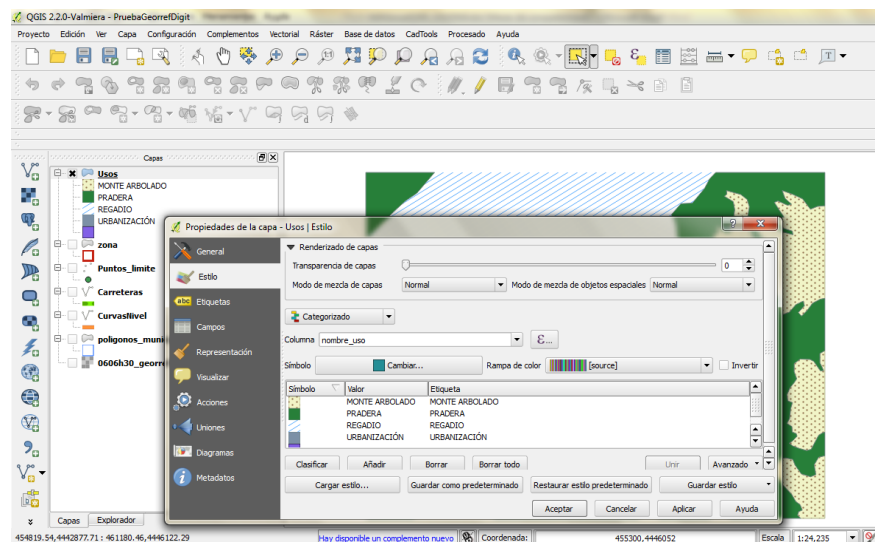 QGIS 2.2.0-Valmiera - PruebaGeorrefDigit
Proyecto Edición Ver Capa Configuración Complementos Vectorial Ráster Base de datos CadTools Procesado Ayuda
Capas
Usos
MONTE ARBOLADO
PRADERA
REGADIO
URBANIZACIÓN
zona
Puntos_limite
Carreteras
CurvasNivel
poligonos_muni
0606h30_georre
Capas Explorador
Propiedades de la capa - Usos | Estilo
General
Estilo
abc Etiquetas
Campos
Representación
Visualizar
Acciones
Uniones
Diagramas
Metadatos
Renderizado de capas
Transparencia de capas 0
Modo de mezcla de capas Normal Modo de mezcla de objetos espaciales Normal
Categorizado
Columna nombre_uso ε...
Símbolo Cambiar... Rampa de color [source] Invertir
Símbolo Valor Etiqueta
MONTE ARBOLADO MONTE ARBOLADO
PRADERA PRADERA
REGADIO REGADIO
URBANIZACIÓN URBANIZACIÓN
Clasificar Añadir Borrar Borrar todo Unir Avanzado
Cargar estilo... Guardar como predeterminado Restaurar estilo predeterminado Guardar estilo
Aceptar Cancelar Aplicar Ayuda
454819.54,4442877.71 : 461180.46,4446122.29 Hay disponible un complemento nuevo Coordenada: 455300,4446052 Escala 1:24,235